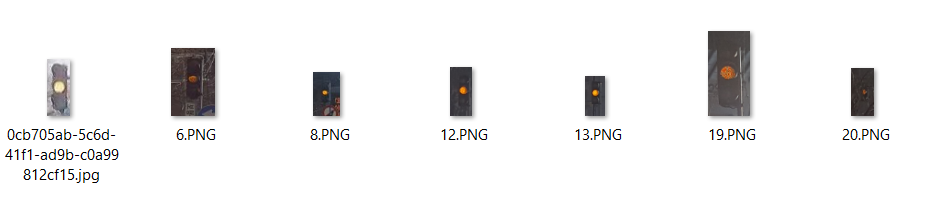 0cb705ab-5c6d-
41f1-ad9b-c0a99
812cf15.jpg
6.PNG
8.PNG
12.PNG
13.PNG
19.PNG
20.PNG